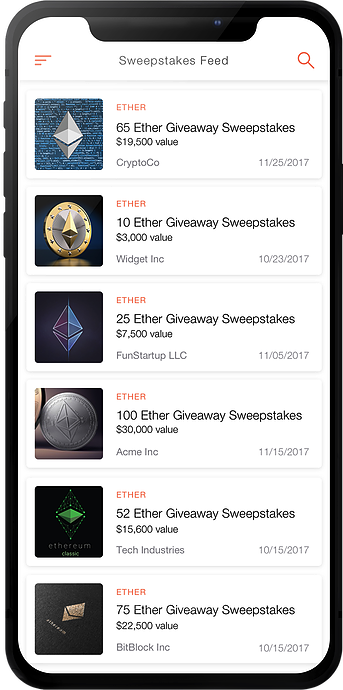 Sweepstakes Feed
ETHER
65 Ether Giveaway Sweepstakes
$19,500 value
CryptoCo 11/25/2017
ETHER
10 Ether Giveaway Sweepstakes
$3,000 value
Widget Inc 10/23/2017
ETHER
25 Ether Giveaway Sweepstakes
$7,500 value
FunStartup LLC 11/05/2017
ETHER
100 Ether Giveaway Sweepstakes
$30,000 value
Acme Inc 11/15/2017
ethereum
classic
ETHER
52 Ether Giveaway Sweepstakes
$15,600 value
Tech Industries 10/15/2017
ethereum
ETHER
75 Ether Giveaway Sweepstakes
$22,500 value
BitBlock Inc 10/15/2017